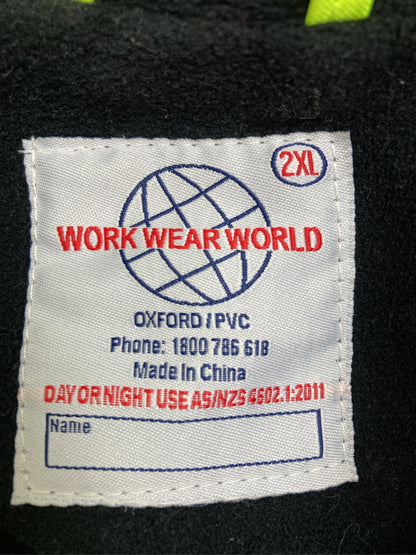 2XL
WORK WEAR WORLD
OXFORD / PVC
Phone: 1800 786 618
Made In China
DAY OR NIGHT USE AS/NZS 4602.1:2011
Name